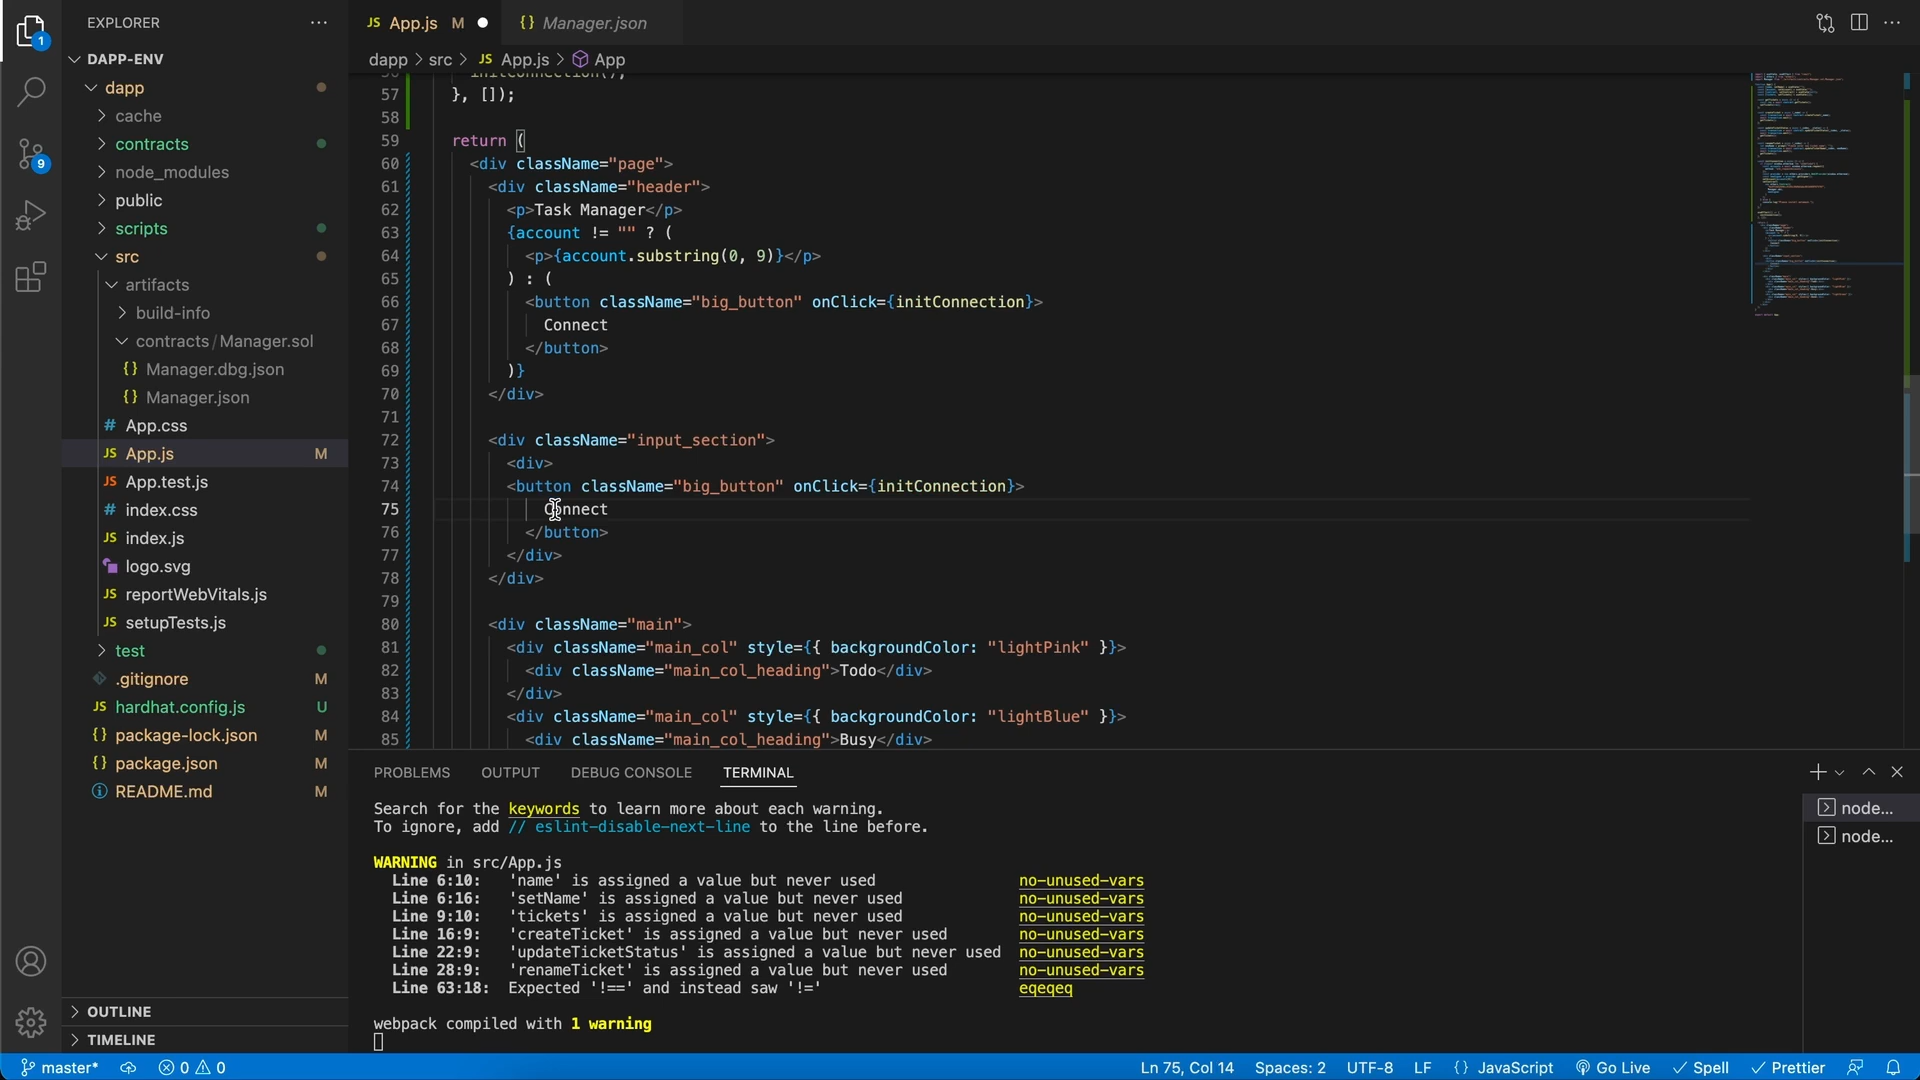 EXPLORER
DAPP-ENV
dapp
cache
contracts
node_modules
public
scripts
src
artifacts
build-info
contracts / Manager.sol
Manager.dbg.json
Manager.json
App.css
App.js M
App.test.js
index.css
index.js
logo.svg
reportWebVitals.js
setupTests.js
test
.gitignore M
hardhat.config.js U
package-lock.json M
package.json M
README.md M
OUTLINE
TIMELINE
1
9
JS App.js M
{} Manager.json
dapp > src > JS App.js > App
56 initConnection();
57 }, []);
58
59 return (
60 <div className="page">
61 <div className="header">
62 <p>Task Manager</p>
63 {account != "" ? (
64 <p>{account.substring(0, 9)}</p>
65 ) : (
66 <button className="big_button" onClick={initConnection}>
67 Connect
68 </button>
69 )}
70 </div>
71
72 <div className="input_section">
73 <div>
74 <button className="big_button" onClick={initConnection}>
75 Connect
76 </button>
77 </div>
78 </div>
79
80 <div className="main">
81 <div className="main_col" style={{ backgroundColor: "lightPink" }}>
82 <div className="main_col_heading">Todo</div>
83 </div>
84 <div className="main_col" style={{ backgroundColor: "lightBlue" }}>
85 <div className="main_col_heading">Busy</div>
PROBLEMS OUTPUT DEBUG CONSOLE TERMINAL
Search for the keywords to learn more about each warning.
To ignore, add // eslint-disable-next-line to the line before.
WARNING in src/App.js
Line 6:10: 'name' is assigned a value but never used no-unused-vars
Line 6:16: 'setName' is assigned a value but never used no-unused-vars
Line 9:10: 'tickets' is assigned a value but never used no-unused-vars
Line 16:9: 'createTicket' is assigned a value but never used no-unused-vars
Line 22:9: 'updateTicketStatus' is assigned a value but never used no-unused-vars
Line 28:9: 'renameTicket' is assigned a value but never used no-unused-vars
Line 63:18: Expected '!==' and instead saw '!=' eqeqeq
webpack compiled with 1 warning
node...
node...
master* 0 0 Ln 75, Col 14 Spaces: 2 UTF-8 LF {} JavaScript Go Live Spell Prettier